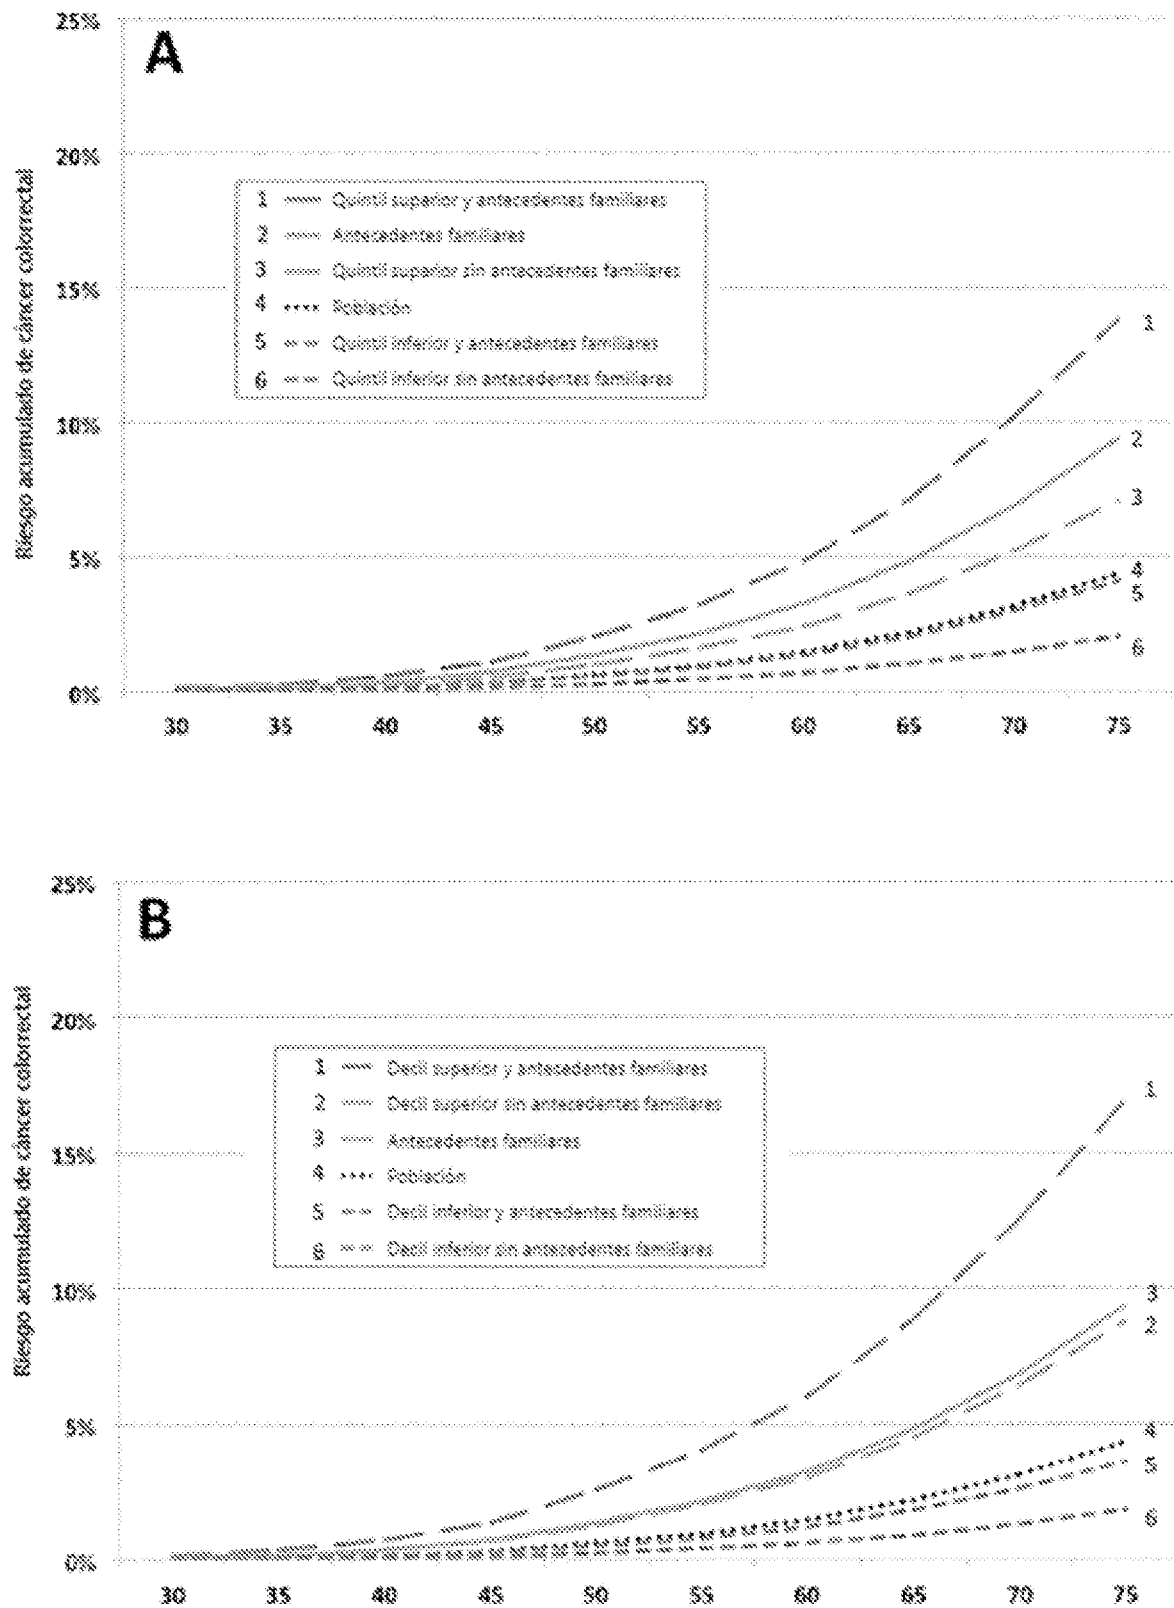 A
Riesgo acumulado de cáncer colorrectal
25%
20%
15%
10%
5%
0%
1 Quintil superior y antecedentes familiares
2 Antecedentes familiares
3 Quintil superior sin antecedentes familiares
4 Población
5 Quintil inferior y antecedentes familiares
6 Quintil inferior sin antecedentes familiares
1
2
3
4
5
6
30 35 40 45 50 55 60 65 70 75
B
Riesgo acumulado de cáncer colorrectal
25%
20%
15%
10%
5%
0%
1 Decil superior y antecedentes familiares
2 Decil superior sin antecedentes familiares
3 Antecedentes familiares
4 Población
5 Decil inferior y antecedentes familiares
6 Decil inferior sin antecedentes familiares
1
3
2
4
5
6
30 35 40 45 50 55 60 65 70 75